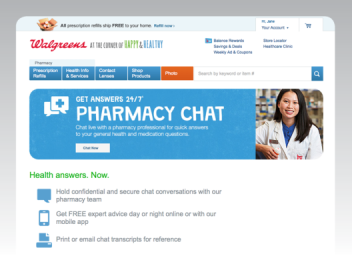 All prescription refills ship FREE to your home. Refill now ›
Hi, Jane
Your Account
Walgreens AT THE CORNER OF HAPPY & HEALTHY
Balance Rewards
Savings & Deals
Weekly Ad & Coupons
Store Locator
Healthcare Clinic
Pharmacy
Prescription Refills
Health Info & Services
Contact Lenses
Shop Products
Photo
Search by keyword or item #
GET ANSWERS 24/7
PHARMACY CHAT
Chat live with a pharmacy professional for quick answers
to your general health and medication questions.
Chat Now
Health answers. Now.
Hold confidential and secure chat conversations with our
pharmacy team
Get FREE expert advice day or night online or with our
mobile app
Print or email chat transcripts for reference